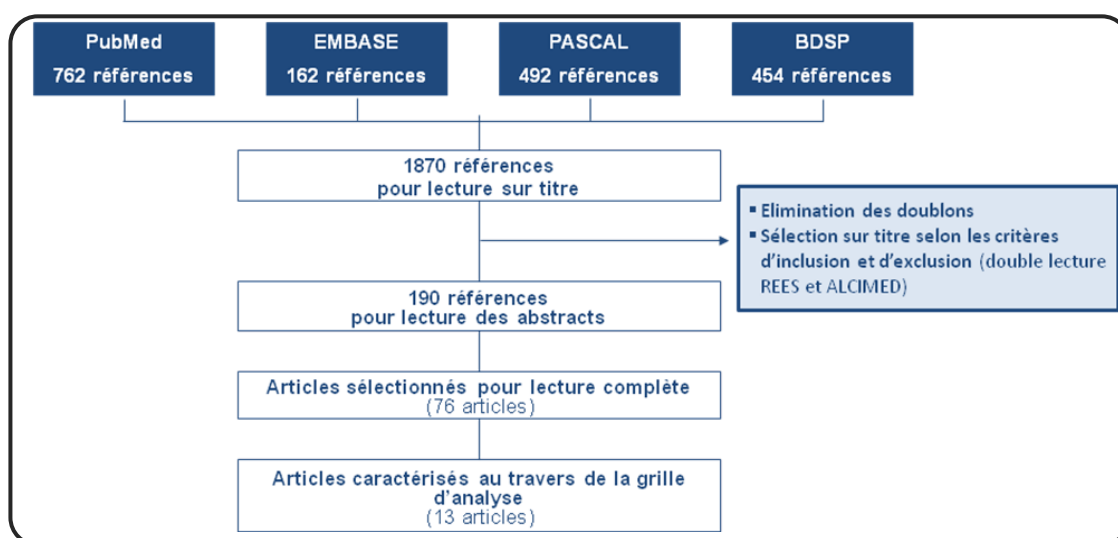 PubMed
762 références
EMBASE
162 références
PASCAL
492 références
BDSP
454 références
1870 références
pour lecture sur titre
▪ Elimination des doublons
▪ Sélection sur titre selon les critères
d'inclusion et d'exclusion (double lecture
REES et ALCIMED)
190 références
pour lecture des abstracts
Articles sélectionnés pour lecture complète
(76 articles)
Articles caractérisés au travers de la grille
d'analyse
(13 articles)